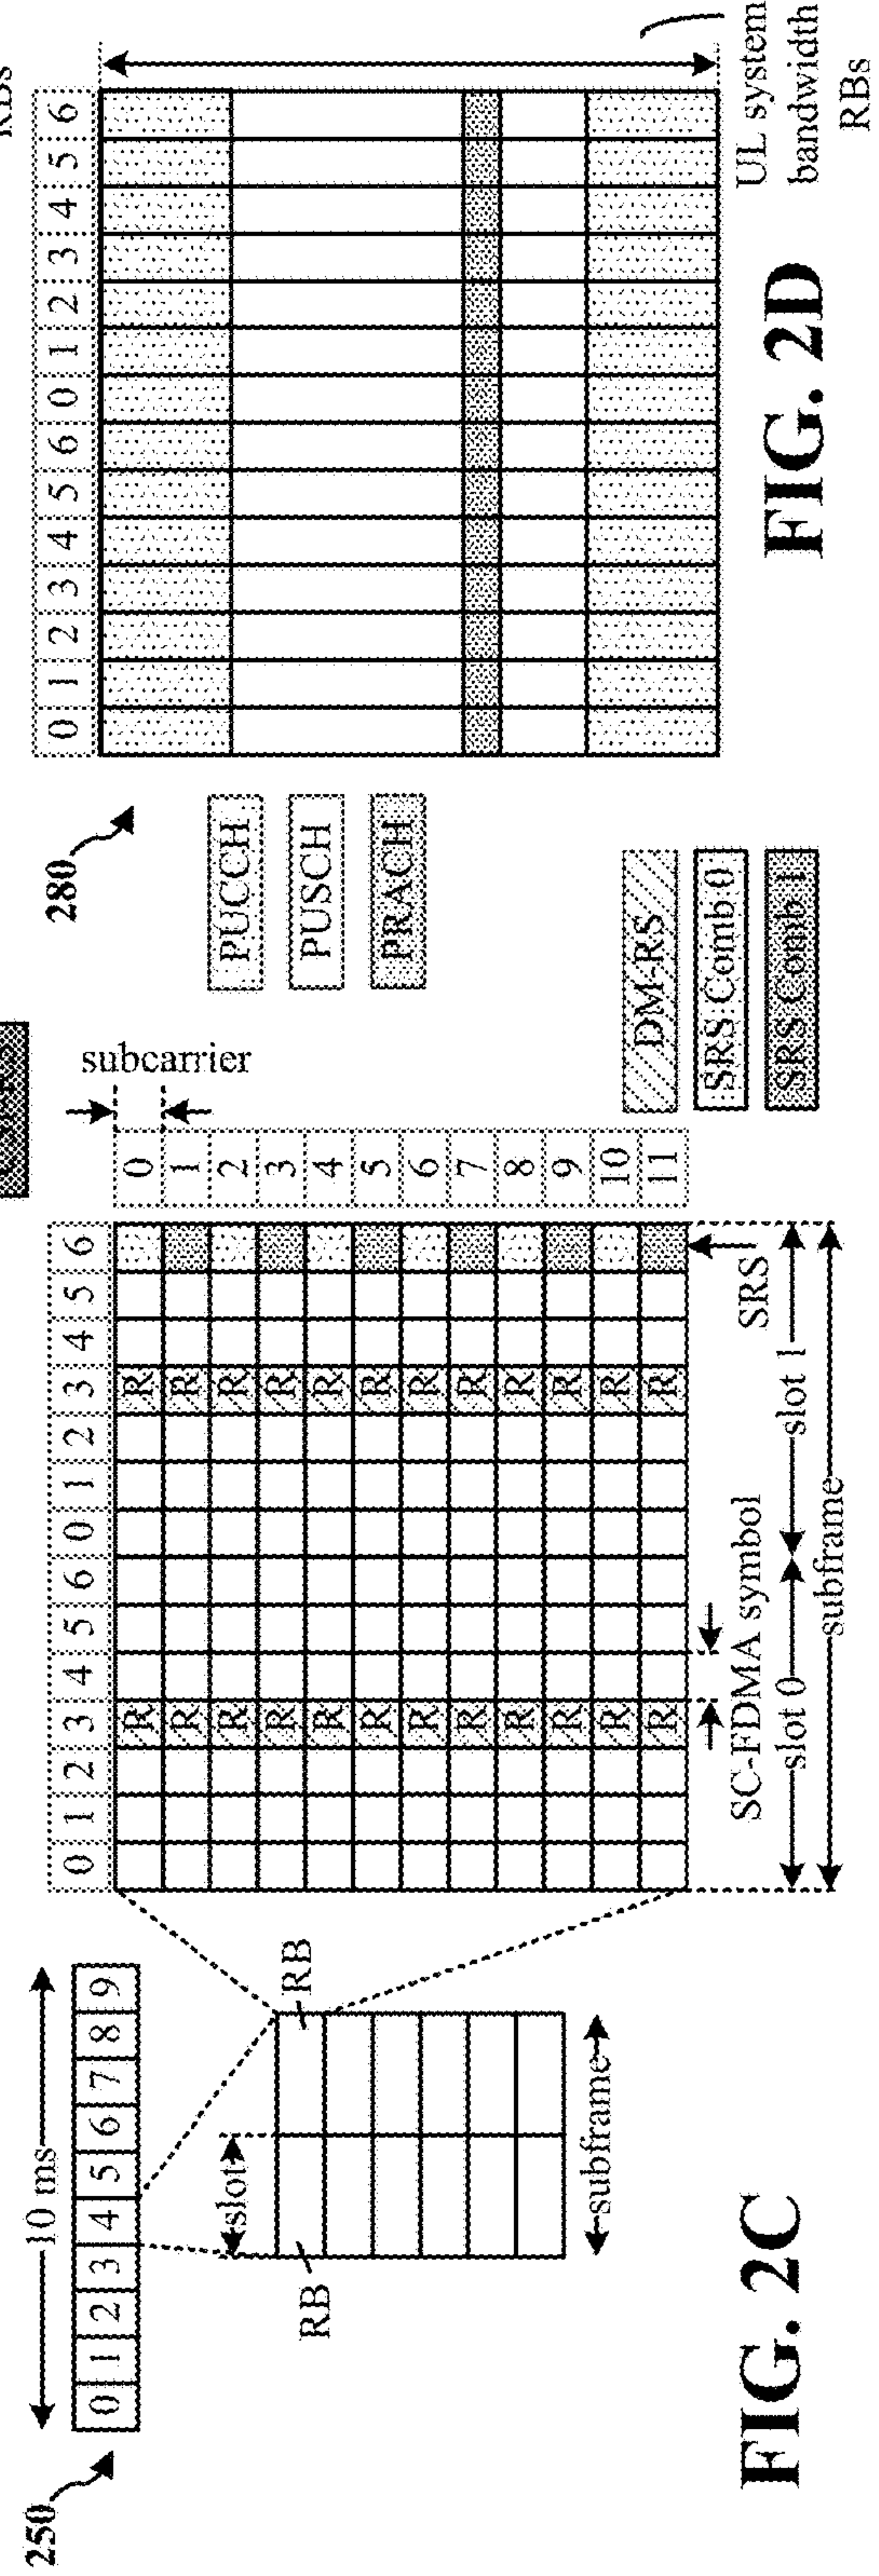 250
10 ms
0 1 2 3 4 5 6 7 8 9
slot
RB
RB
subframe
FIG. 2C
0 1 2 3 4 5 6 0 1 2 3 4 5 6
subcarrier
R R 0
R R 1
R R 2
R R 3
R R 4
R R 5
R R 6
R R 7
R R 8
R R 9
R R 10
R R 11
SC-FDMA symbol
SRS
slot 0
slot 1
subframe
DM-RS
SRS Comb 0
SRS Comb 1
280
PUCCH
PUSCH
PRACH
0 1 2 3 4 5 6 0 1 2 3 4 5 6
UL system
bandwidth
RBs
FIG. 2D
RBs